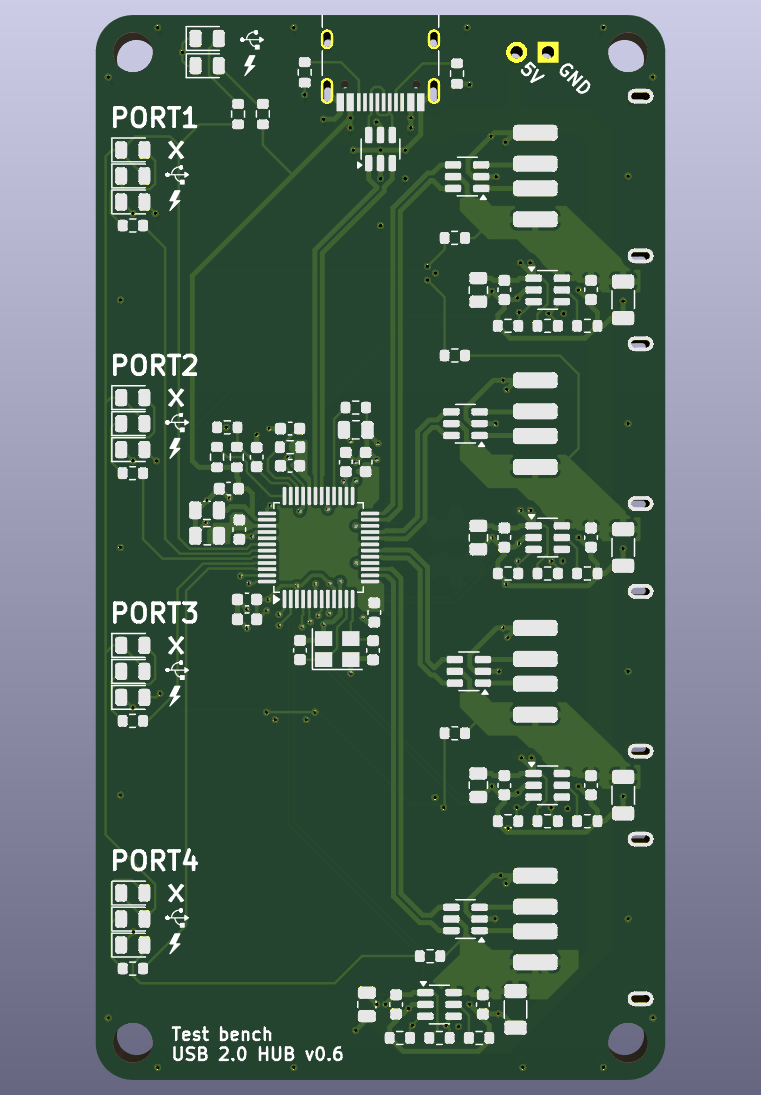 5V
GND
PORT1
X
PORT2
X
PORT3
X
PORT4
X
Test bench
USB 2.0 HUB v0.6